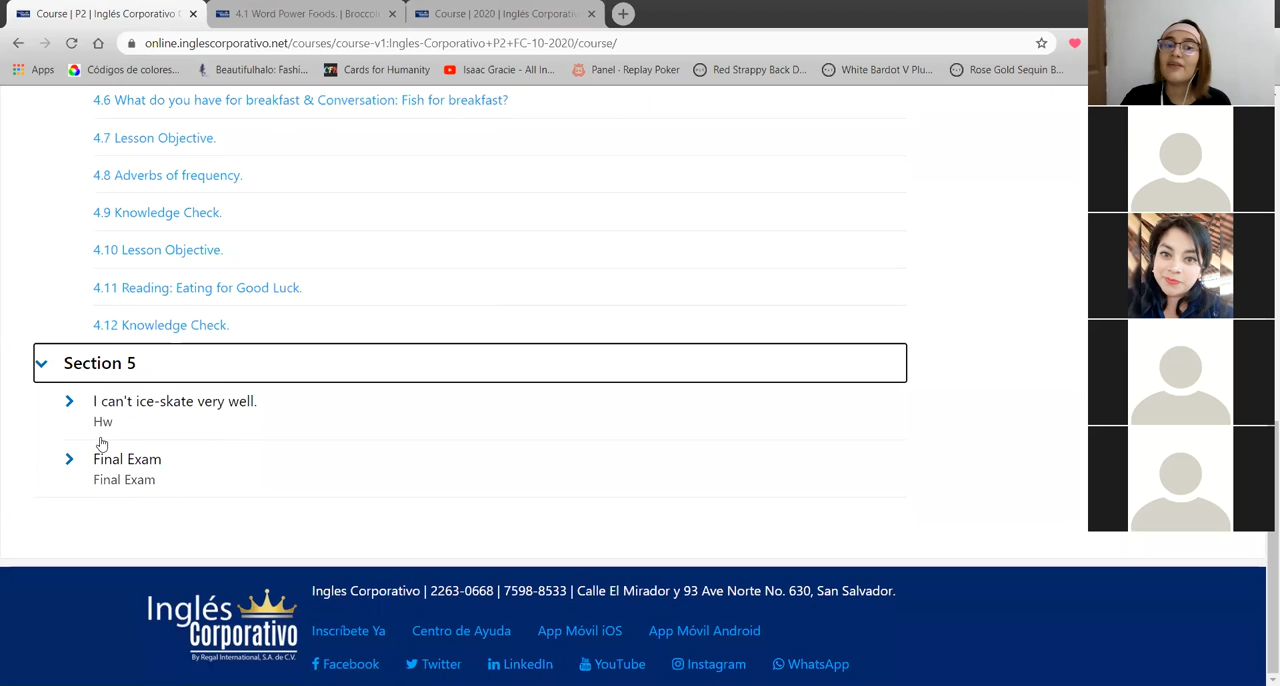 Course | P2 | Inglés Corporativo
4.1 Word Power Foods. | Broccoli
Course | 2020 | Inglés Corporativo
online.inglescorporativo.net/courses/course-v1:Ingles-Corporativo+P2+FC-10-2020/course/
Apps
Códigos de colores...
Beautifulhalo: Fashi...
Cards for Humanity
Isaac Gracie - All In...
Panel · Replay Poker
Red Strappy Back D...
White Bardot V Plu...
Rose Gold Sequin B...
4.6 What do you have for breakfast & Conversation: Fish for breakfast?
4.7 Lesson Objective.
4.8 Adverbs of frequency.
4.9 Knowledge Check.
4.10 Lesson Objective.
4.11 Reading: Eating for Good Luck.
4.12 Knowledge Check.
Section 5
I can't ice-skate very well.
Hw
Final Exam
Final Exam
Inglés
Corporativo
By Regal International, S.A. de C.V.
Ingles Corporativo | 2263-0668 | 7598-8533 | Calle El Mirador y 93 Ave Norte No. 630, San Salvador.
Inscríbete Ya
Centro de Ayuda
App Móvil iOS
App Móvil Android
Facebook
Twitter
LinkedIn
YouTube
Instagram
WhatsApp